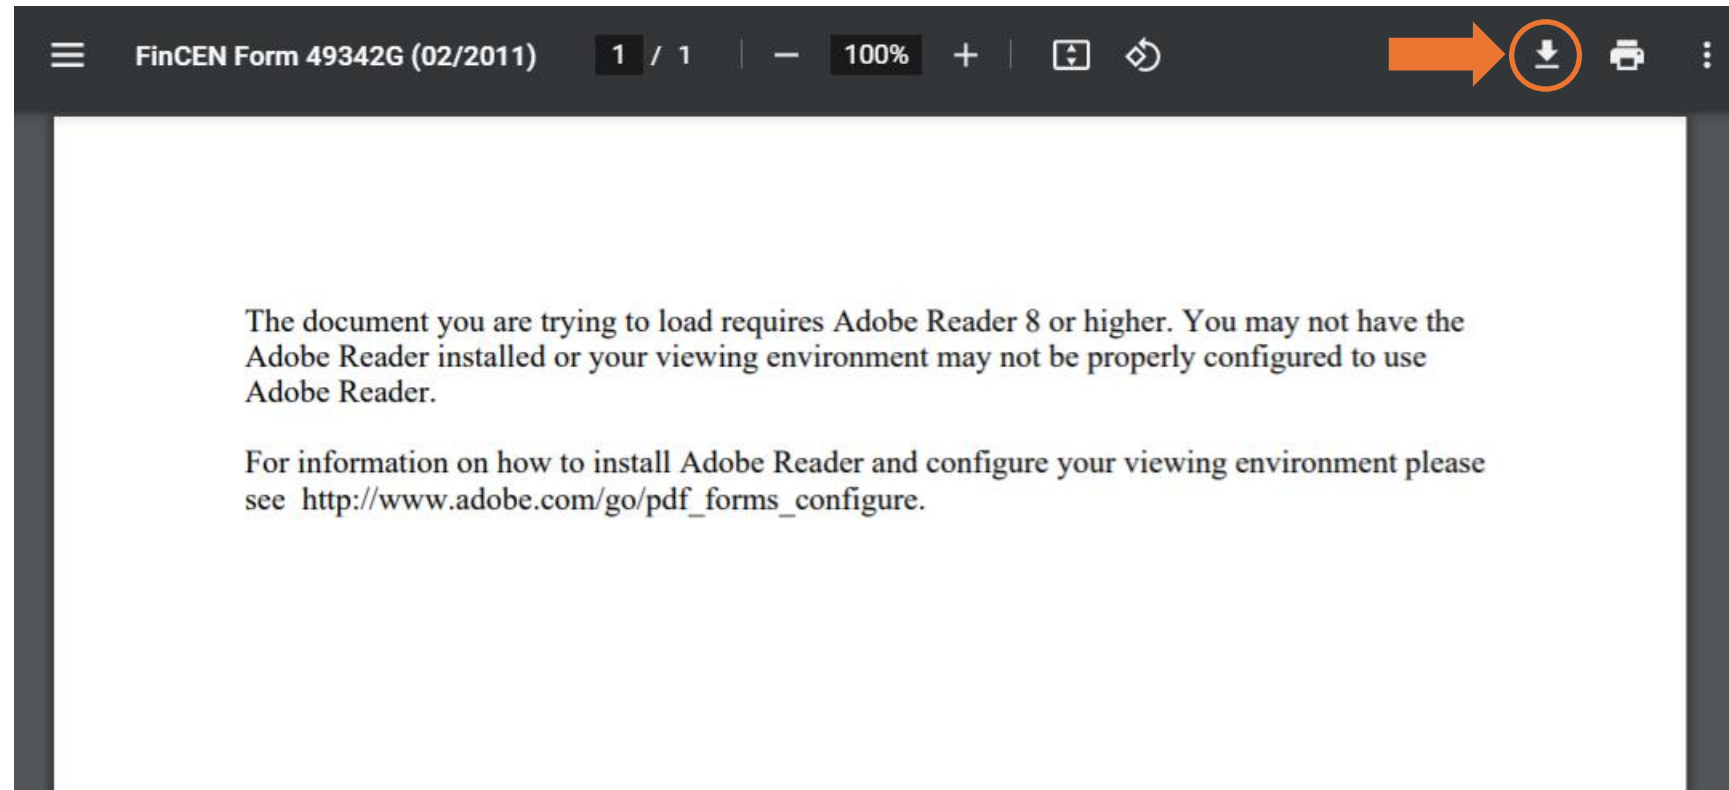 FinCEN Form 49342G (02/2011) 1 / 1 100%
The document you are trying to load requires Adobe Reader 8 or higher. You may not have the
Adobe Reader installed or your viewing environment may not be properly configured to use
Adobe Reader.
For information on how to install Adobe Reader and configure your viewing environment please
see  http://www.adobe.com/go/pdf_forms_configure.